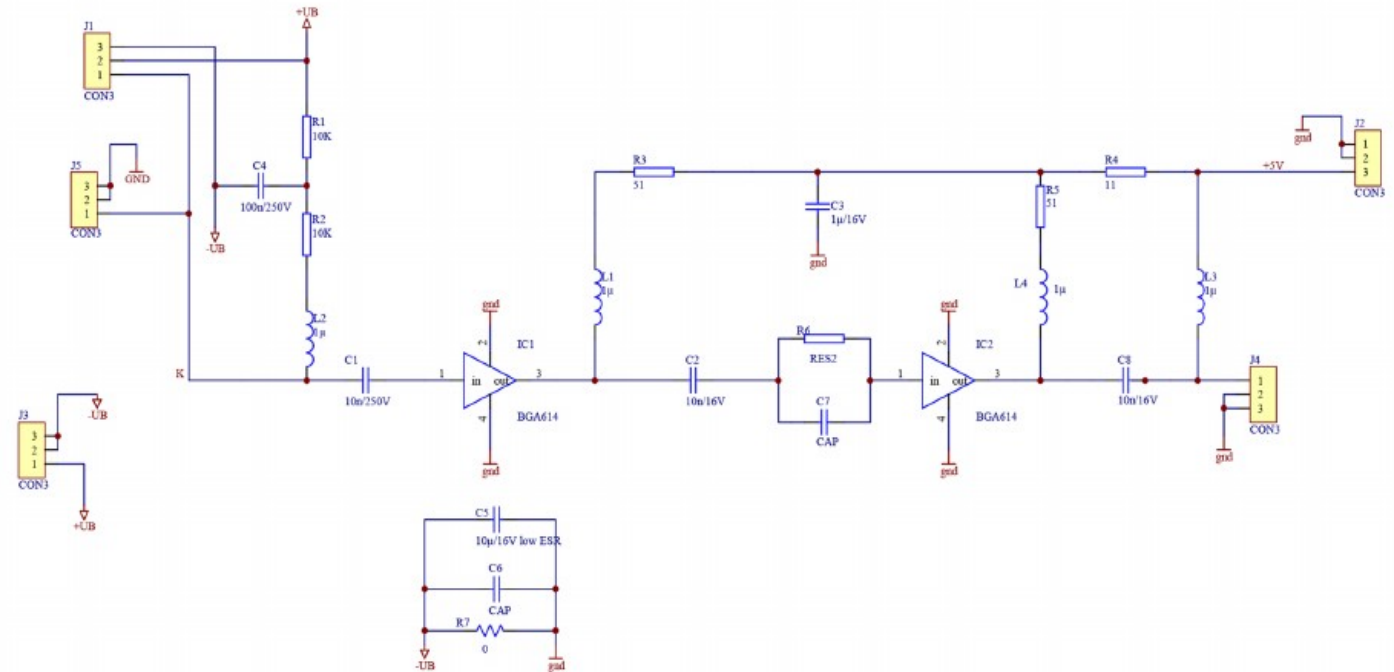 +UB
J1
3
2
1
CON3
R1
10K
J5
3
2
1
CON3
GND
C4
100n/250V
-UB
R2
10K
L2
1µ
K
C1
10n/250V
gnd
2
IC1
1
in out
3
4
BGA614
gnd
R3
51
L1
1µ
C3
1µ/16V
gnd
C2
10n/16V
R6
RES2
C7
CAP
gnd
2
IC2
1
in out
3
4
BGA614
gnd
R5
51
L4
1µ
R4
11
+5V
gnd
J2
1
2
3
CON3
L3
1µ
C8
10n/16V
J4
1
2
3
CON3
gnd
J3
3
2
1
CON3
-UB
+UB
C5
10µ/16V low ESR
C6
CAP
R7
0
-UB
gnd